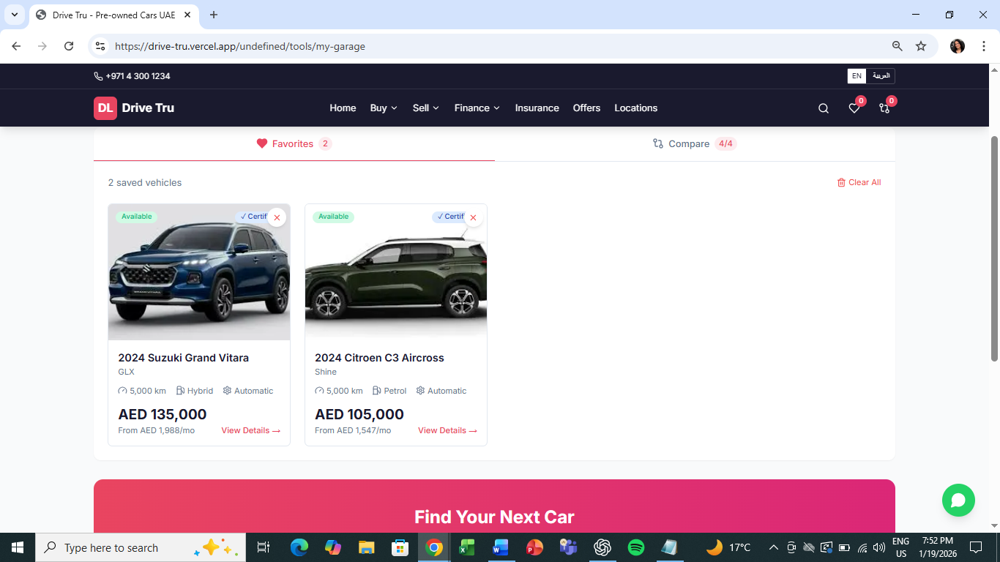 Drive Tru - Pre-owned Cars UAE
https://drive-tru.vercel.app/undefined/tools/my-garage
+971 4 300 1234
EN العربية
DL Drive Tru Home Buy Sell Finance Insurance Offers Locations 0 0
Favorites 2 Compare 4/4
2 saved vehicles Clear All
Available ✓ Certif Available ✓ Certif
2024 Suzuki Grand Vitara 2024 Citroen C3 Aircross
GLX Shine
5,000 km Hybrid Automatic 5,000 km Petrol Automatic
AED 135,000 AED 105,000
From AED 1,988/mo View Details → From AED 1,547/mo View Details →
Find Your Next Car
Type here to search 17°C ENG 7:52 PM
US 1/19/2026